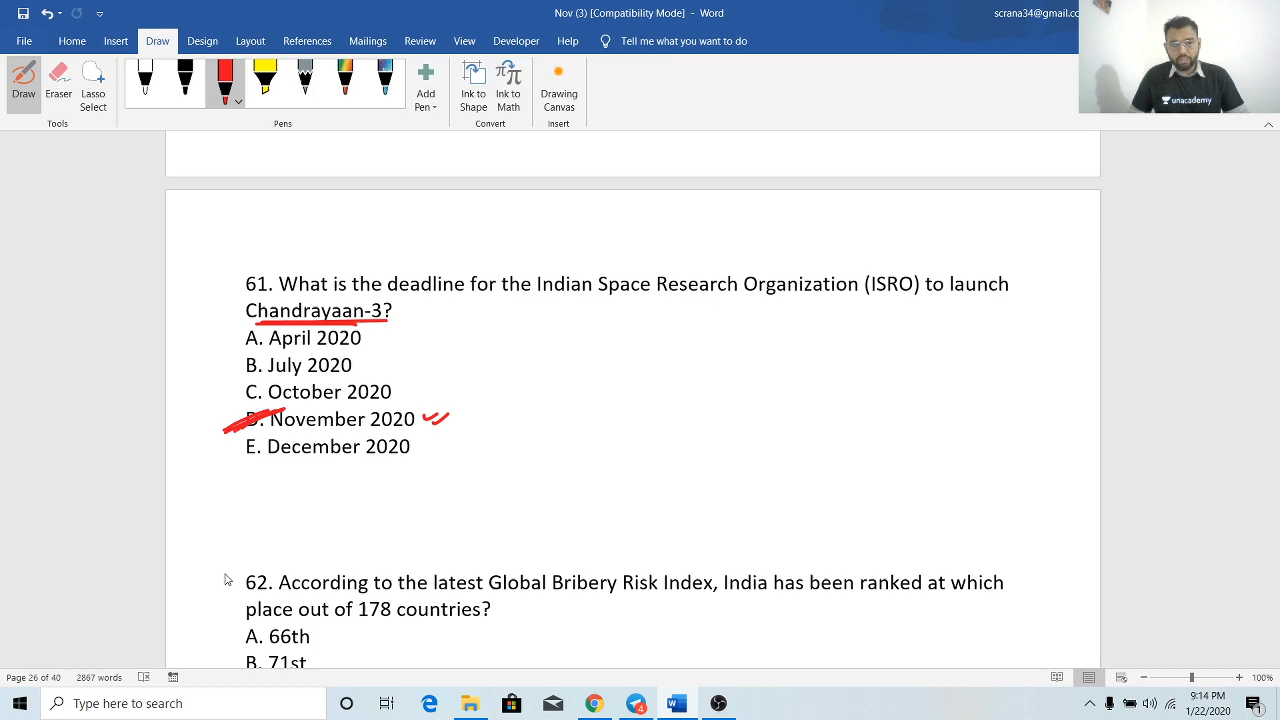 Nov (3) [Compatibility Mode] - Word
scrana34@gmail.co
File Home Insert Draw Design Layout References Mailings Review View Developer Help Tell me what you want to do
unacademy
Draw Eraser Lasso Select
Add Pen
Ink to Shape
Ink to Math
Drawing Canvas
Tools Pens Convert Insert
61. What is the deadline for the Indian Space Research Organization (ISRO) to launch
Chandrayaan-3?
A. April 2020
B. July 2020
C. October 2020
D. November 2020
E. December 2020
62. According to the latest Global Bribery Risk Index, India has been ranked at which
place out of 178 countries?
A. 66th
B. 71st
Page 26 of 40 2867 words 100%
Type here to search
4
9:14 PM
1/22/2020
1